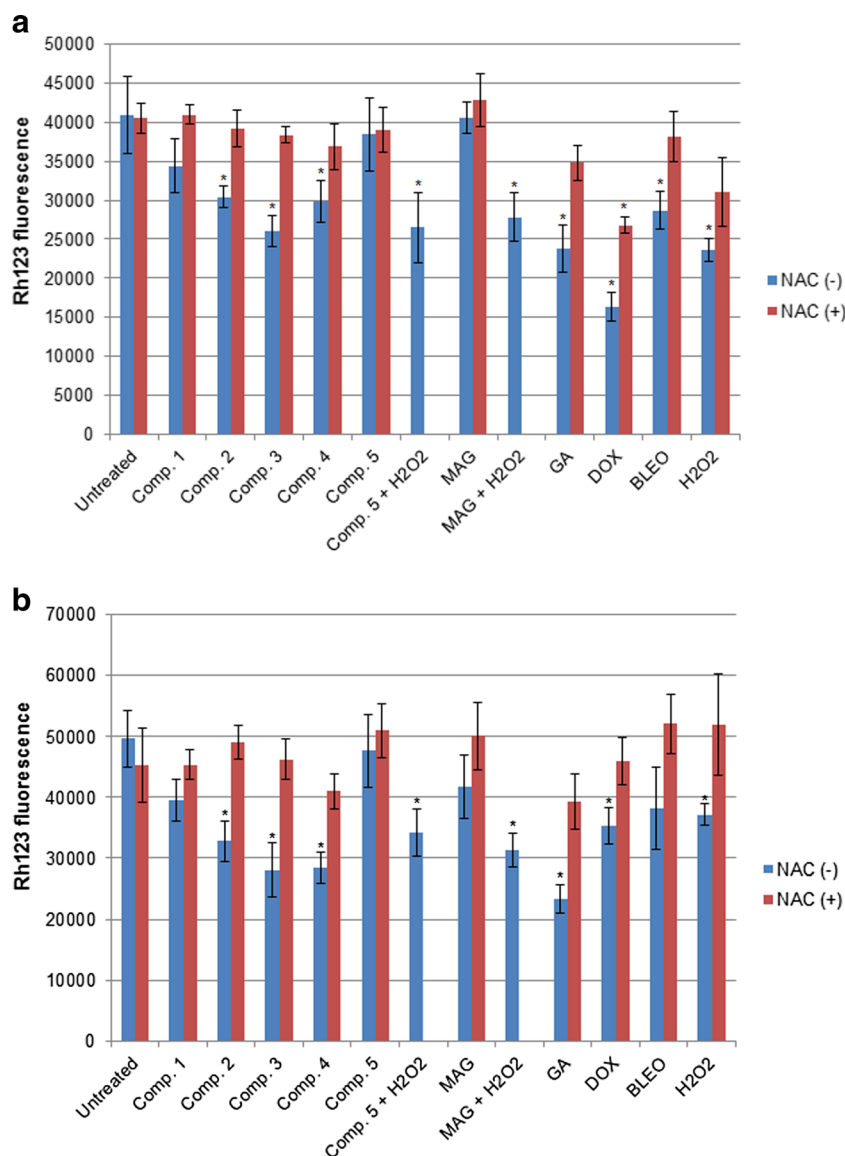 a
50000
45000
40000
35000
30000
25000
20000
15000
10000
5000
0
Rh123 fluorescence
* * * * * * * * * *
NAC (-)
NAC (+)
Untreated
Comp. 1
Comp. 2
Comp. 3
Comp. 4
Comp. 5
Comp. 5 + H2O2
MAG
MAG + H2O2
GA
DOX
BLEO
H2O2
b
70000
60000
50000
40000
30000
20000
10000
0
Rh123 fluorescence
* * * * * * * *
NAC (-)
NAC (+)
Untreated
Comp. 1
Comp. 2
Comp. 3
Comp. 4
Comp. 5
Comp. 5 + H2O2
MAG
MAG + H2O2
GA
DOX
BLEO
H2O2